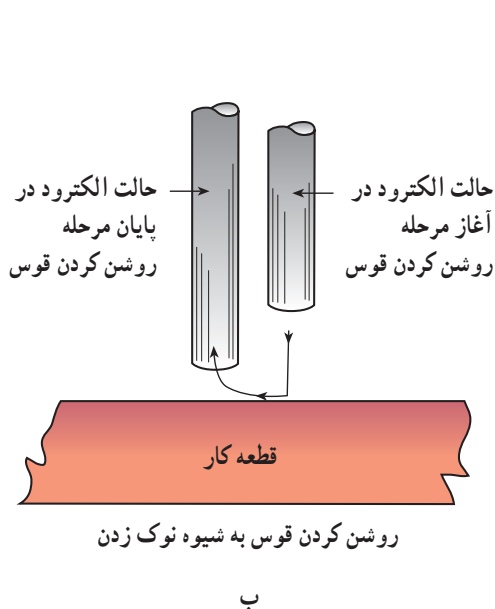 حالت الکترود در
آغاز مرحله
روشن کردن قوس
حالت الکترود در
پایان مرحله
روشن کردن قوس
قطعه کار
روشن کردن قوس به شیوه نوک زدن
ب